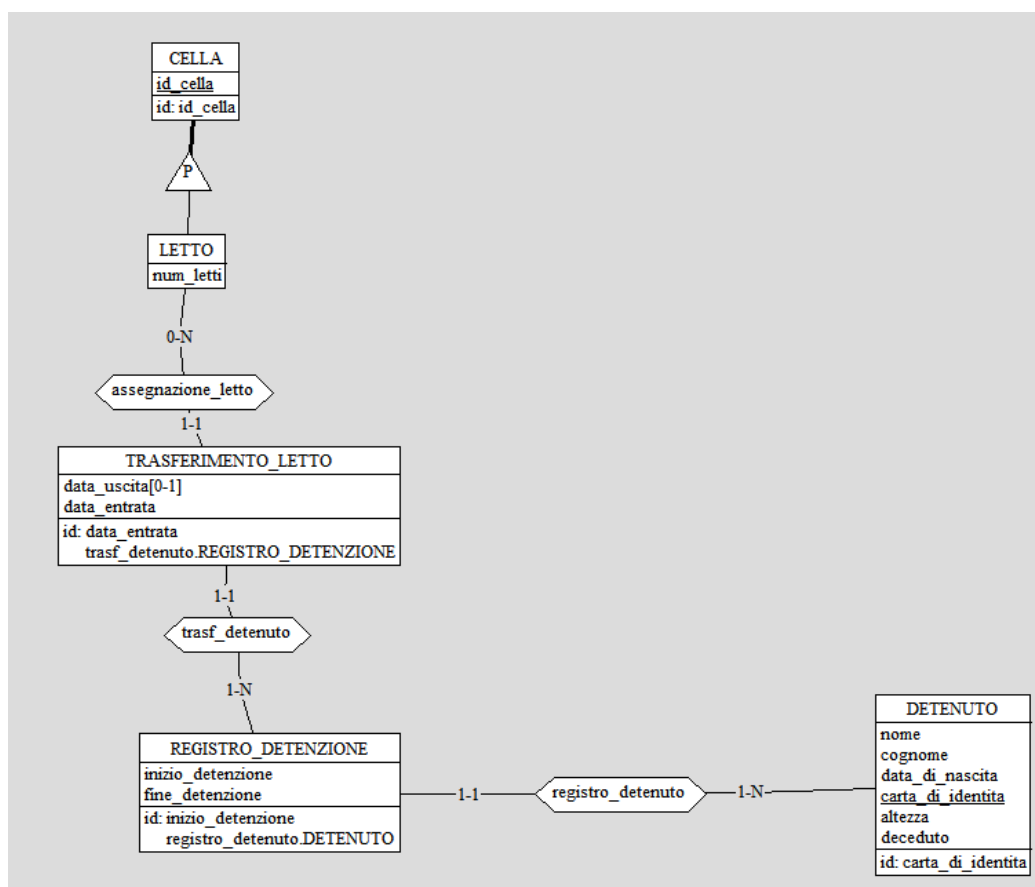 CELLA
id_cella
id: id_cella
P
LETTO
num_letti
0-N
assegnazione_letto
1-1
TRASFERIMENTO_LETTO
data_uscita[0-1]
data_entrata
id: data_entrata
trasf_detenuto.REGISTRO_DETENZIONE
1-1
trasf_detenuto
1-N
REGISTRO_DETENZIONE
inizio_detenzione
fine_detenzione
id: inizio_detenzione
registro_detenuto.DETENUTO
1-1
registro_detenuto
1-N
DETENUTO
nome
cognome
data_di_nascita
carta_di_identita
altezza
deceduto
id: carta_di_identita